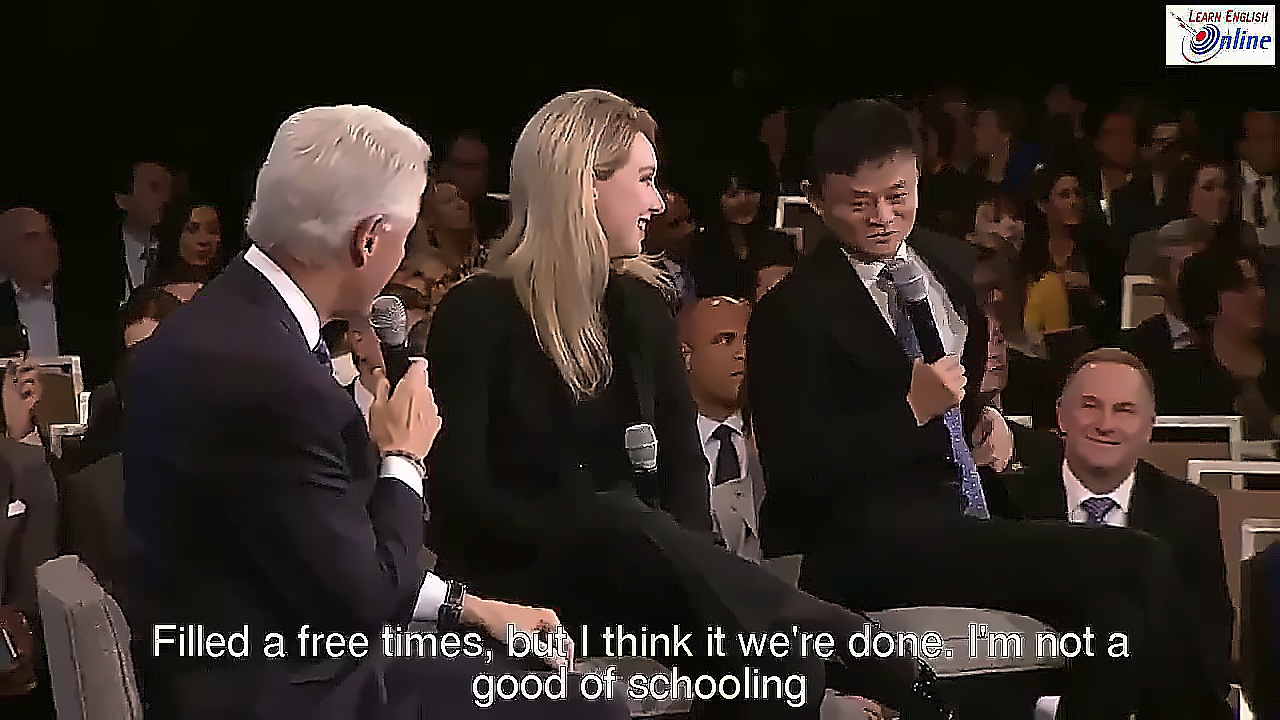 LEARN ENGLISH
Online
Filled a free times, but I think it we're done. I'm not a
good of schooling